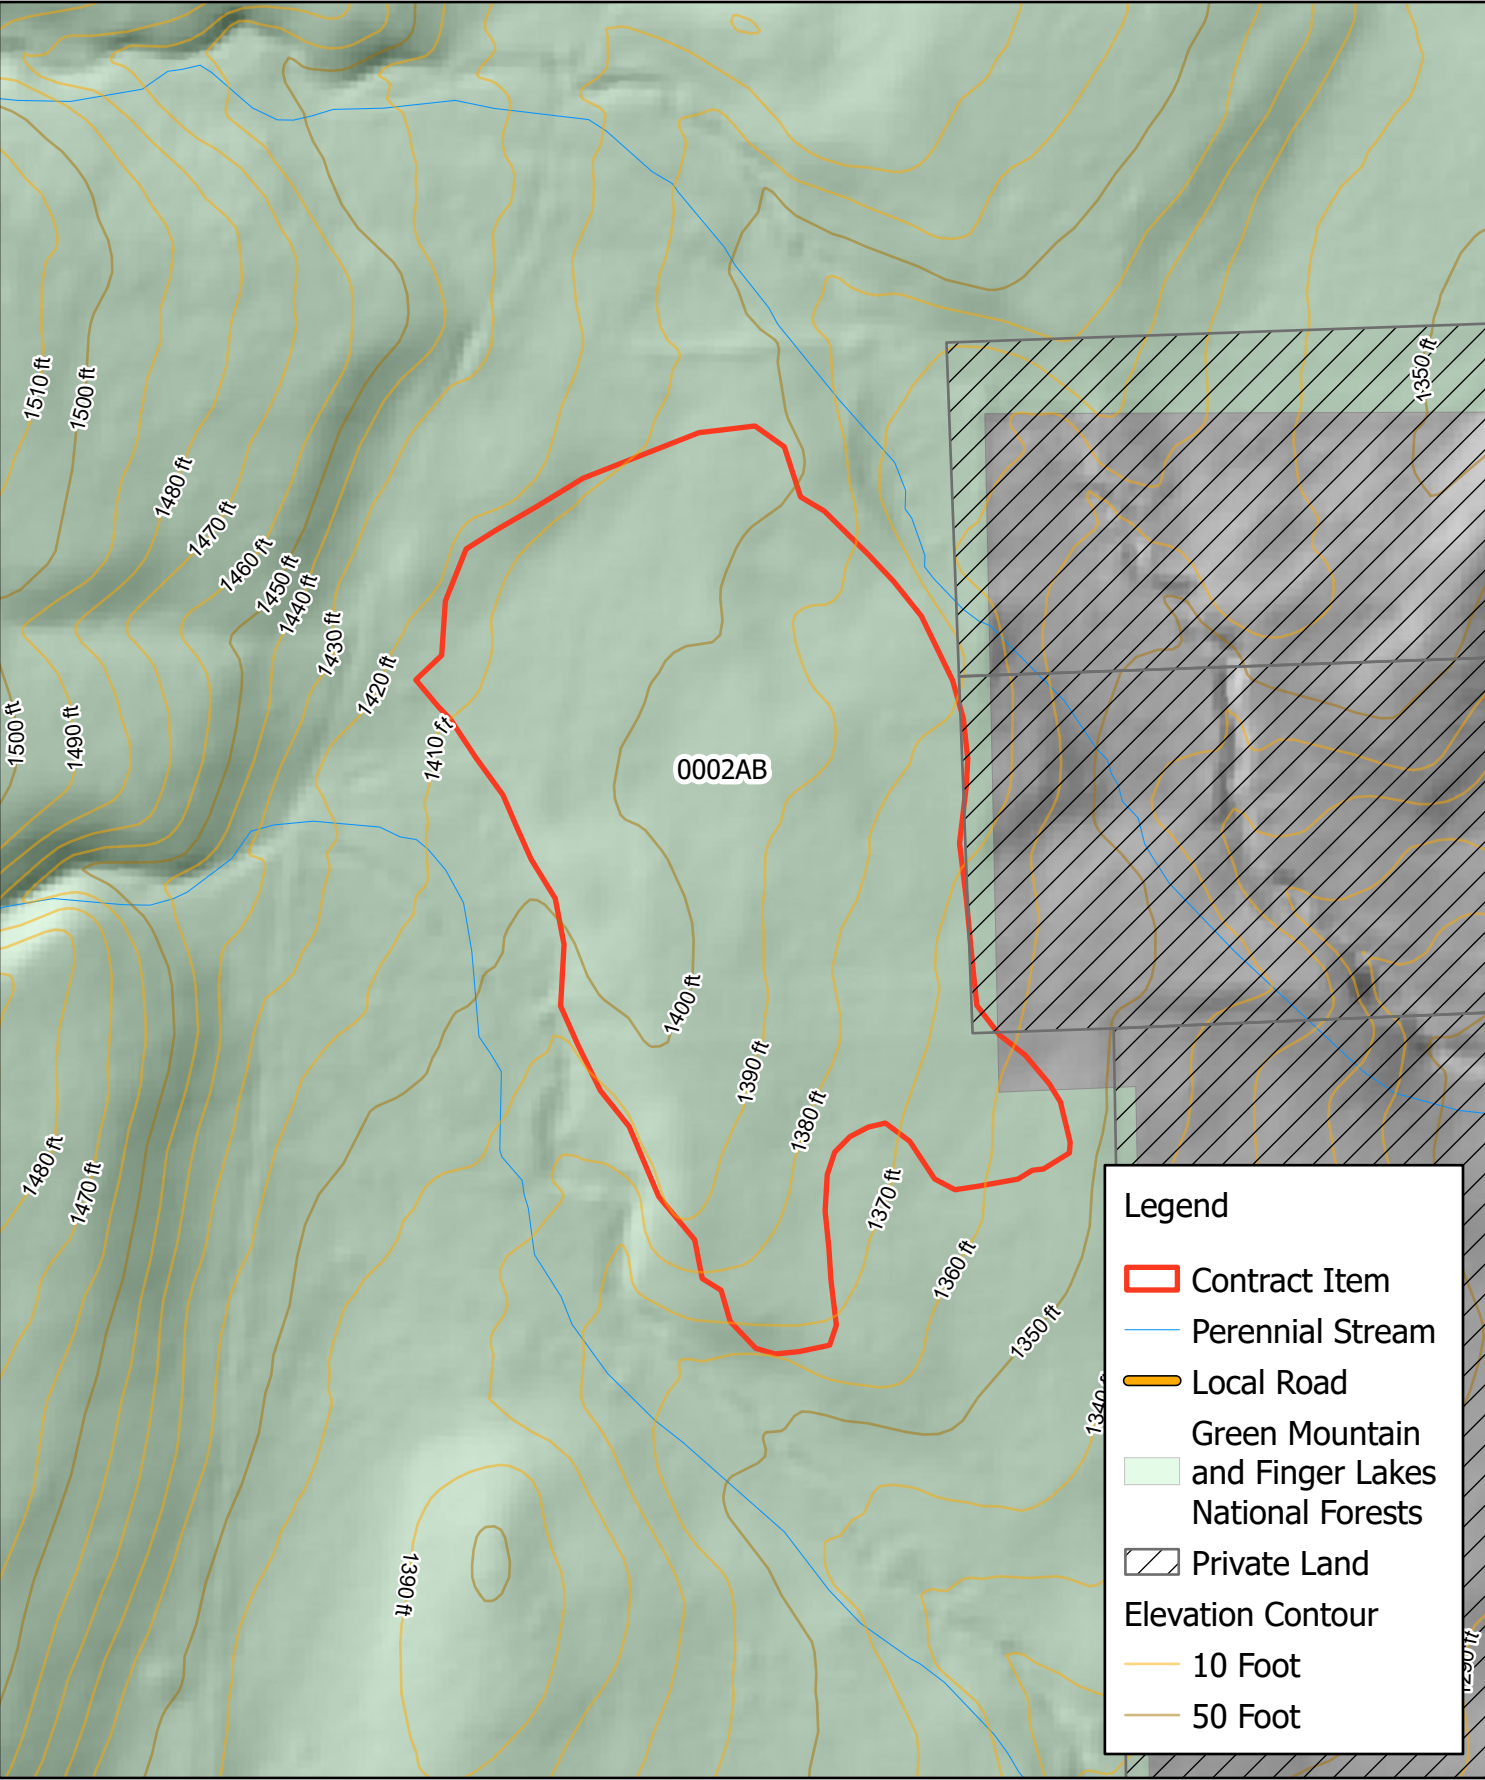 1510 ft
1500 ft
1350 ft
1480 ft
1470 ft
1460 ft
1450 ft
1440 ft
1430 ft
1420 ft
1500 ft
1490 ft
1410 ft
0002AB
1400 ft
1390 ft
1380 ft
1480 ft
1470 ft
1370 ft
1360 ft
1350 ft
1340 f
1390 ft
1290 ft
Legend
Contract Item
Perennial Stream
Local Road
Green Mountain
and Finger Lakes
National Forests
Private Land
Elevation Contour
10 Foot
50 Foot